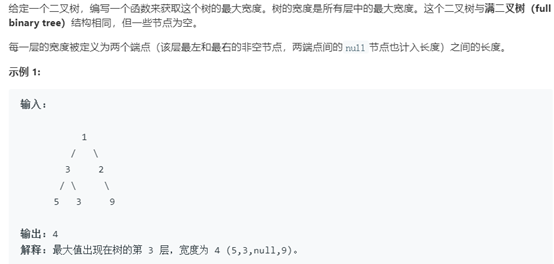 给定一个二叉树，编写一个函数来获取这个树的最大宽度。树的宽度是所有层中的最大宽度。这个二叉树与满二叉树（full
binary tree）结构相同，但一些节点为空。
每一层的宽度被定义为两个端点（该层最左和最右的非空节点，两端点间的 null 节点也计入长度）之间的长度。
示例 1:
输入:
1
/ \
3 2
/ \ \
5 3 9
输出: 4
解释: 最大值出现在树的第 3 层，宽度为 4 (5,3,null,9)。